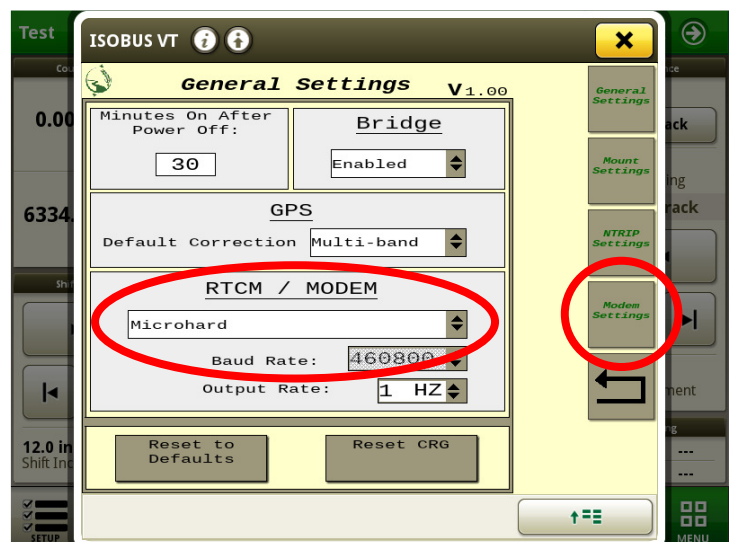 Test
ISOBUS VT
General Settings
V1.00
Minutes On After
Power Off:
30
Bridge
Enabled
GPS
Default Correction
Multi-band
RTCM / MODEM
Microhard
Baud Rate:
460800
Output Rate:
1 HZ
Reset to
Defaults
Reset CRG
General
Settings
Mount
Settings
NTRIP
Settings
Modem
Settings
0.00
6334.
12.0 in
Shift Inc
SETUP
ack
ing
rack
ment
---
---
MENU